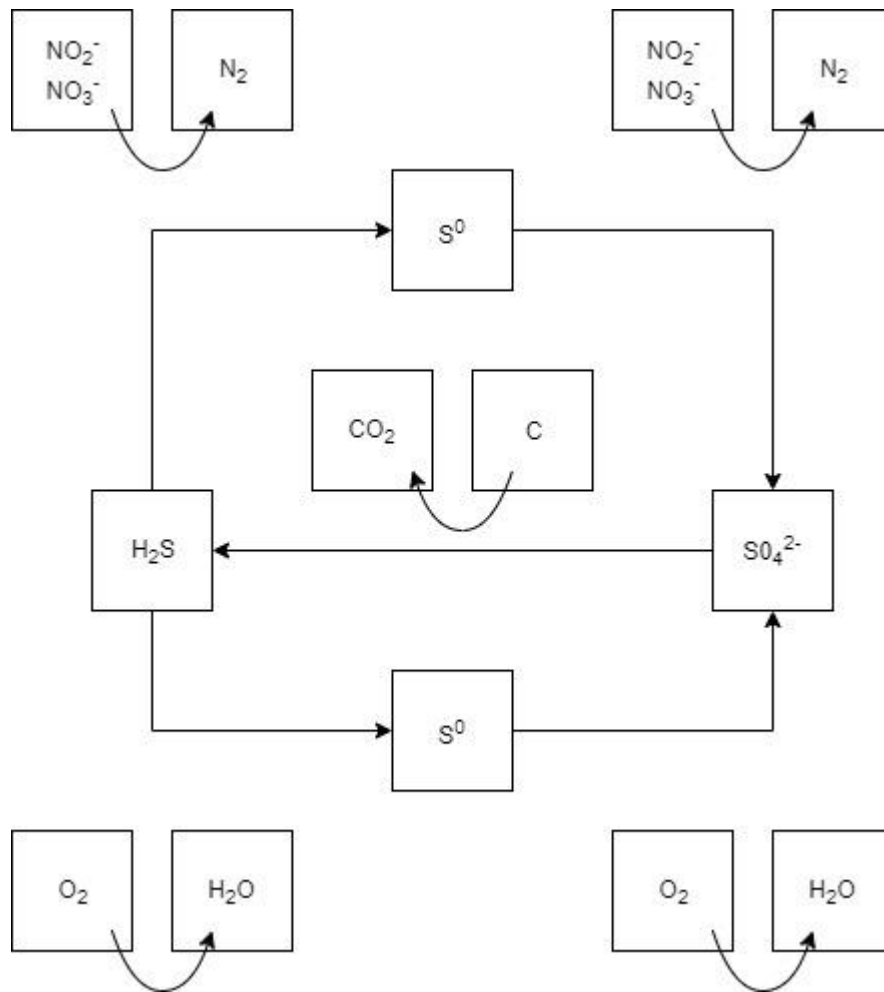 NO₂⁻
NO₃⁻
N₂
NO₂⁻
NO₃⁻
N₂
S⁰
CO₂
C
H₂S
S0₄²⁻
S⁰
O₂
H₂O
O₂
H₂O